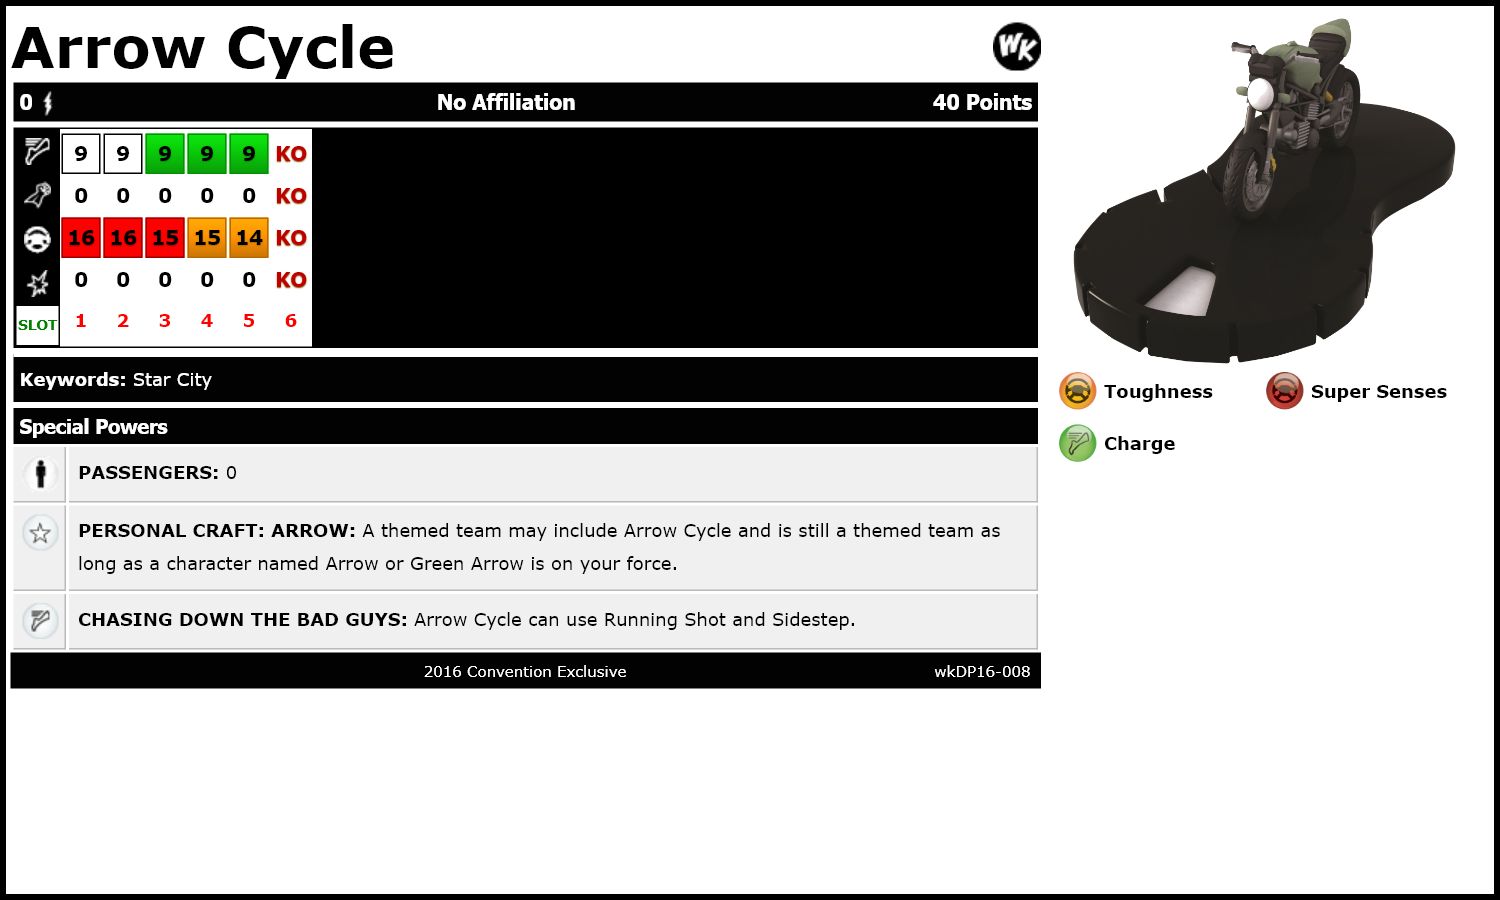 Arrow Cycle
WK
0 No Affiliation 40 Points
9 9 9 9 9 KO
0 0 0 0 0 KO
16 16 15 15 14 KO
0 0 0 0 0 KO
SLOT 1 2 3 4 5 6
Keywords: Star City
Special Powers
PASSENGERS: 0
PERSONAL CRAFT: ARROW: A themed team may include Arrow Cycle and is still a themed team as
long as a character named Arrow or Green Arrow is on your force.
CHASING DOWN THE BAD GUYS: Arrow Cycle can use Running Shot and Sidestep.
2016 Convention Exclusive wkDP16-008
Toughness Super Senses
Charge